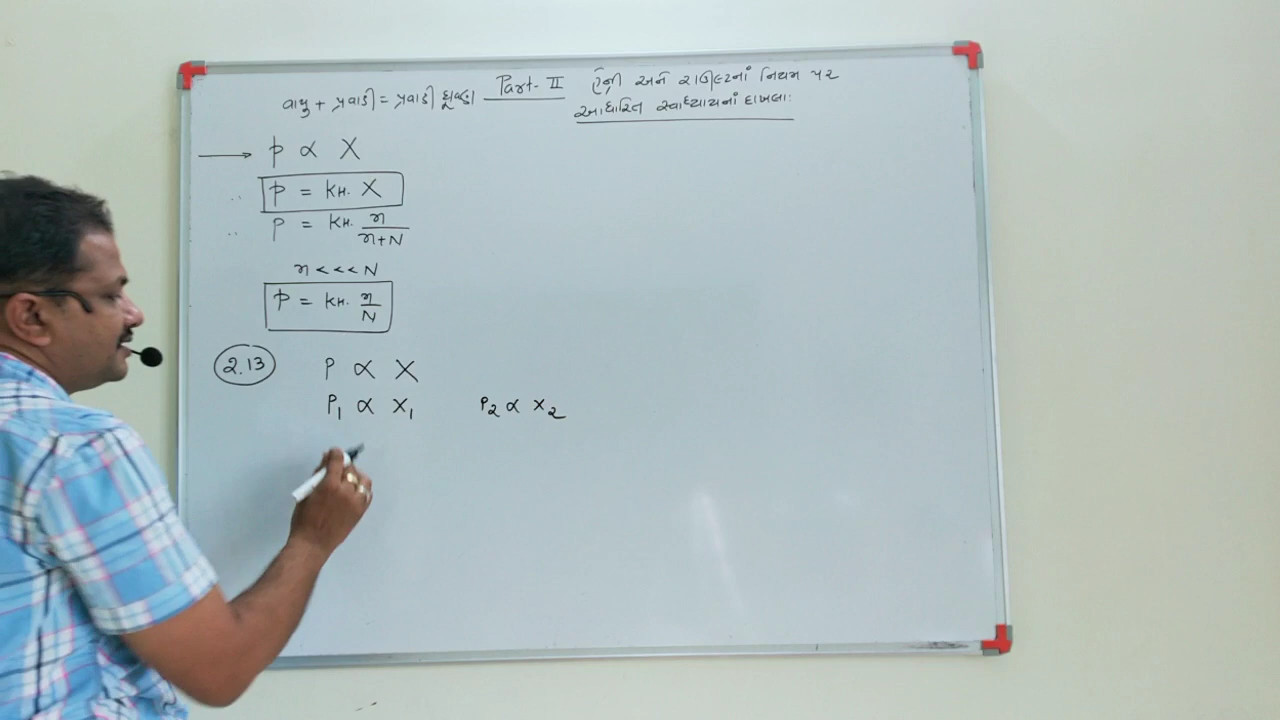 વાયુ + પ્રવાહી = પ્રવાહી દ્રાવણ Part - II હેન્રી અને રાઉલ્ટનાં નિયમ પર
આધારિત સ્વાધ્યાયનાં દાખલા:
→ p ∝ X
∴ p = KH. X
∴ p = KH. n/n+N
n <<< N
p = KH. n/N
2.13 P ∝ X
P₁ ∝ X₁ P₂ ∝ X₂